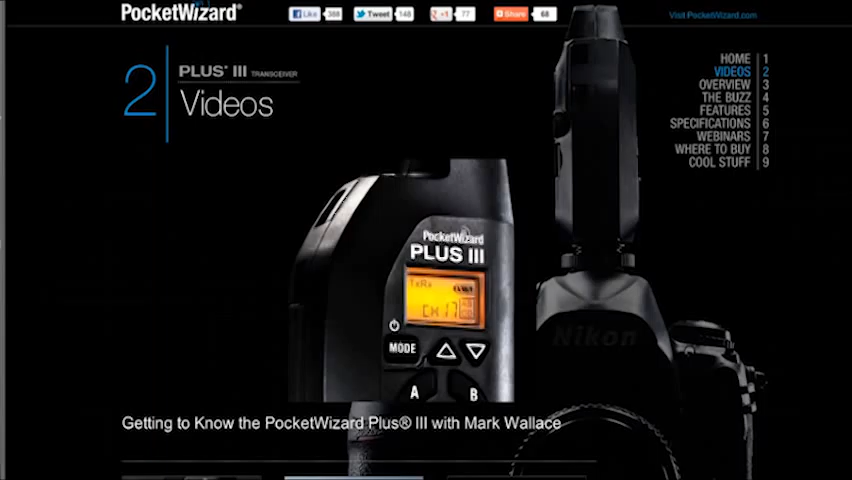 PocketWizard®
Like 388
Tweet 148
+1 77
Share 68
Visit PocketWizard.com
2
PLUS® III TRANSCEIVER
Videos
HOME 1
VIDEOS 2
OVERVIEW 3
THE BUZZ 4
FEATURES 5
SPECIFICATIONS 6
WEBINARS 7
WHERE TO BUY 8
COOL STUFF 9
PocketWizard
PLUS III
TxRx
CH 17
MODE
A
B
Nikon
Getting to Know the PocketWizard Plus® III with Mark Wallace